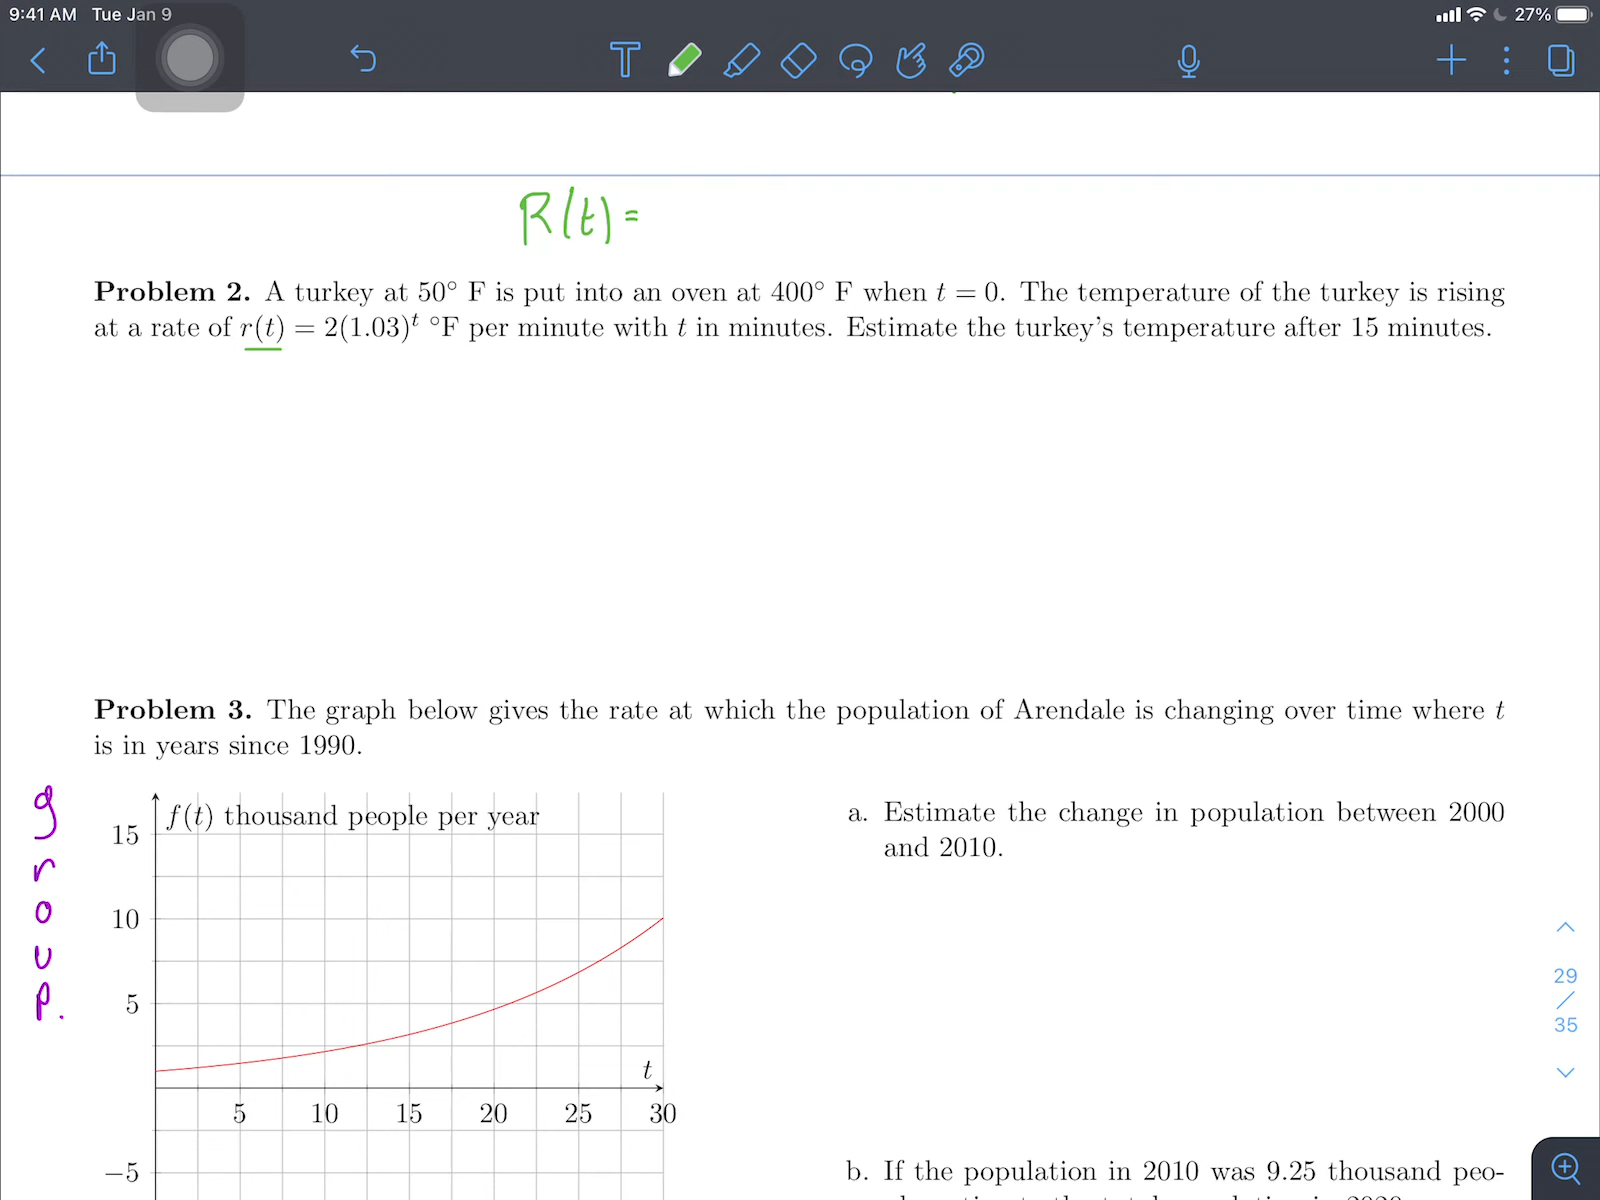 9:41 AM Tue Jan 9
27%
R(t) =
Problem 2. A turkey at 50° F is put into an oven at 400° F when t = 0. The temperature of the turkey is rising
at a rate of r(t) = 2(1.03)^t °F per minute with t in minutes. Estimate the turkey's temperature after 15 minutes.
Problem 3. The graph below gives the rate at which the population of Arendale is changing over time where t
is in years since 1990.
group.
f(t) thousand people per year
15
10
5
−5
t
5 10 15 20 25 30
a. Estimate the change in population between 2000
and 2010.
29
/
35
b. If the population in 2010 was 9.25 thousand peo-